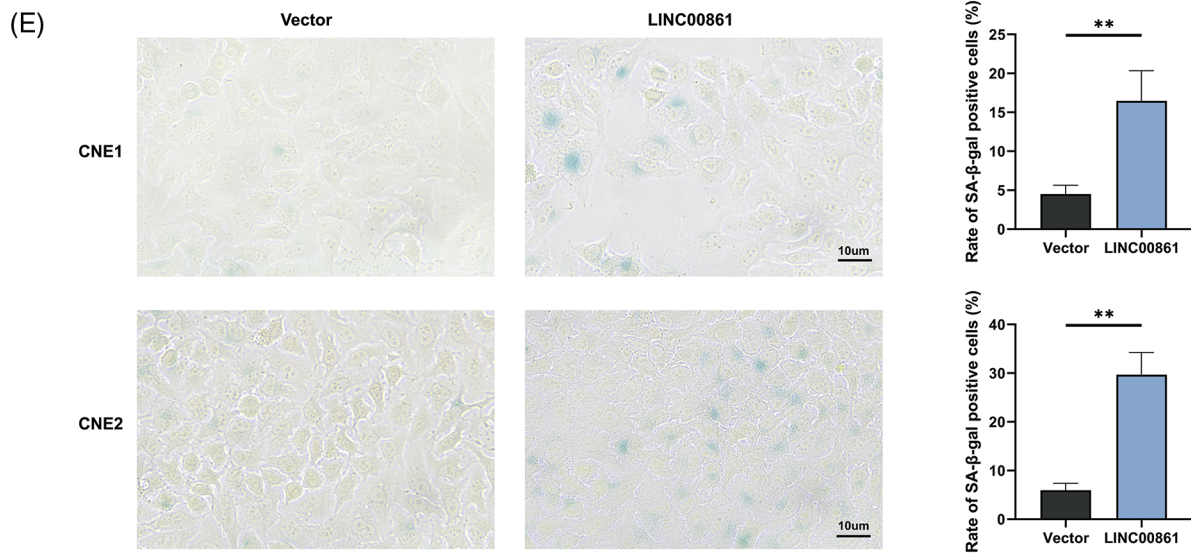 (E)
Vector
LINC00861
CNE1
10um
CNE2
10um
Rate of SA-β-gal positive cells (%)
25
20
15
10
5
0
**
Vector
LINC00861
Rate of SA-β-gal positive cells (%)
40
30
20
10
0
**
Vector
LINC00861